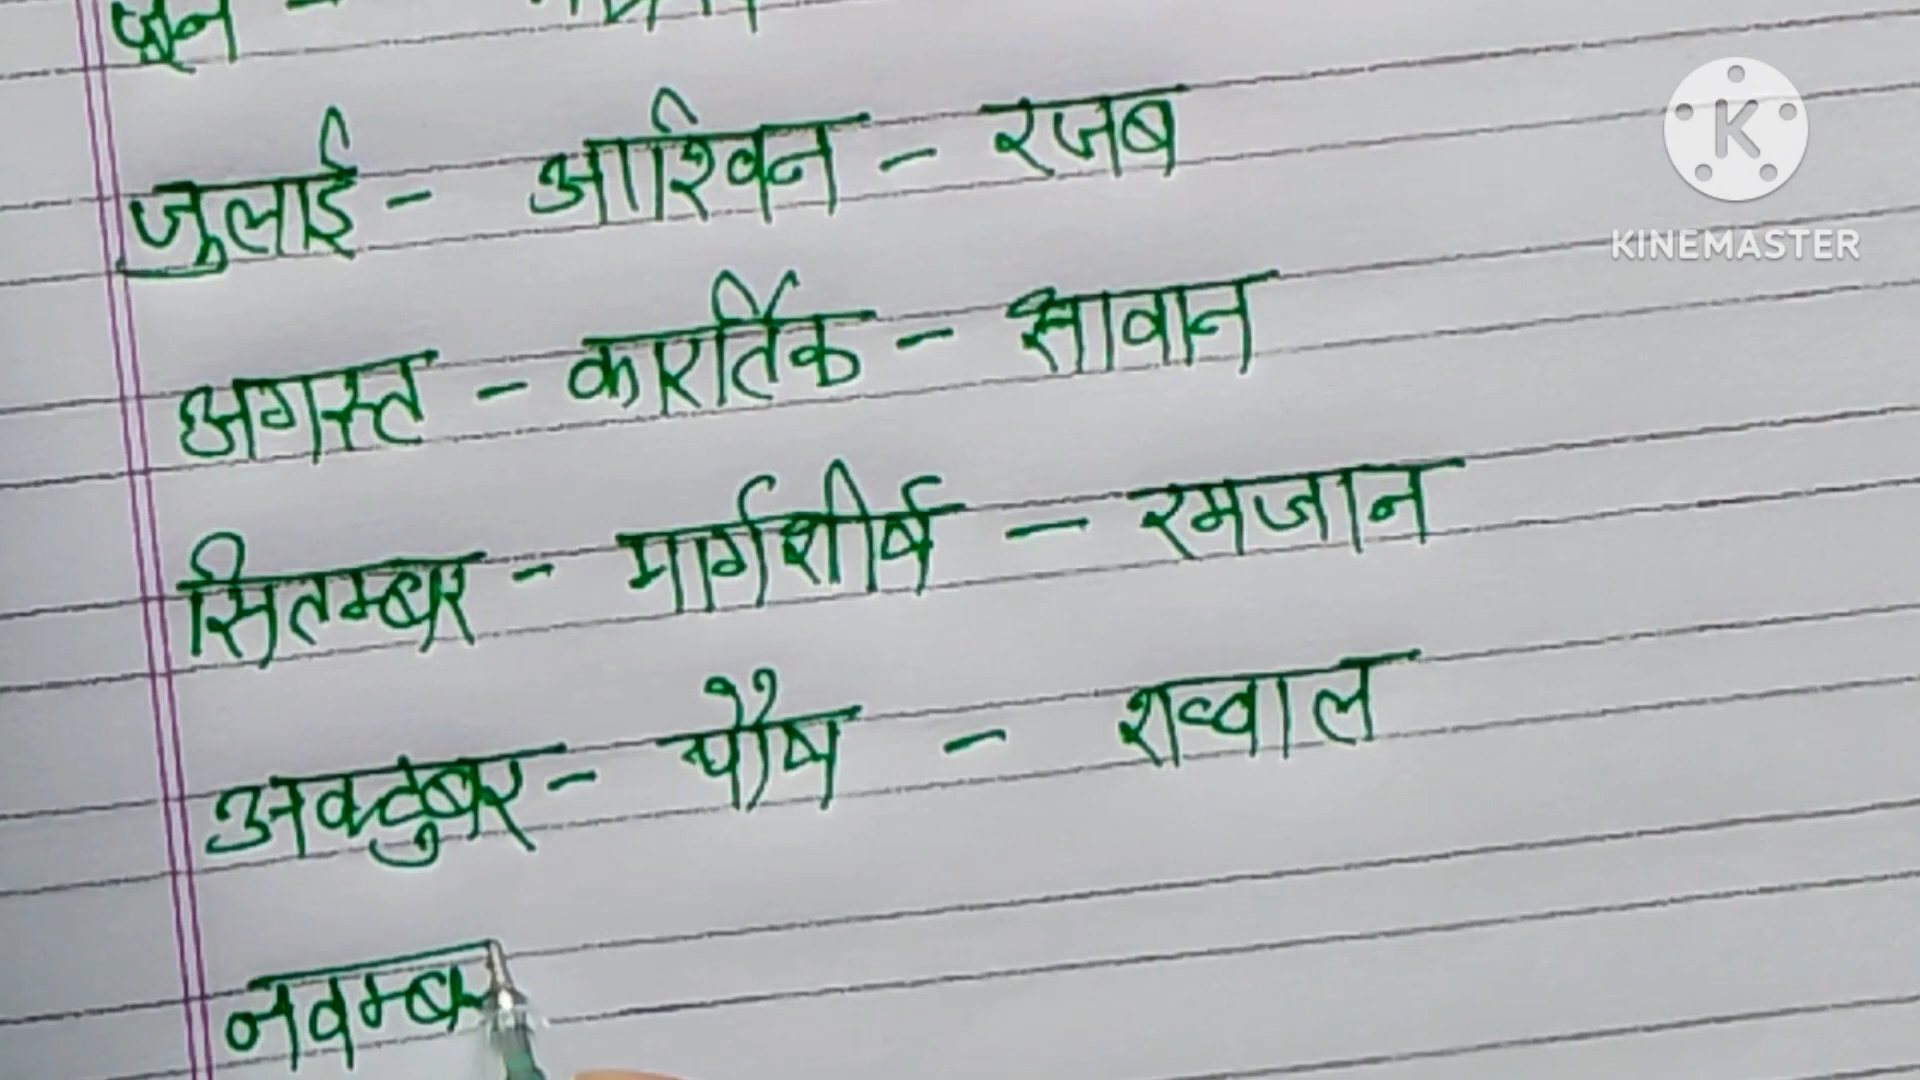 जून -
जुलाई - आश्विन - रजब
अगस्त - कार्तिक - सावान
सितम्बर - मार्गशीर्ष - रमजान
अक्टुबर - पौष - शव्वाल
नवम्बर
KINEMASTER